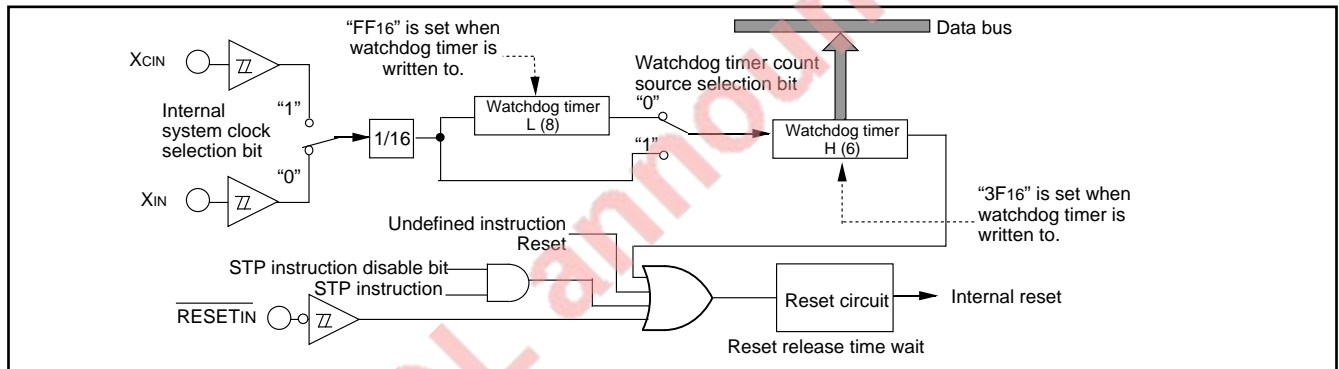 "FF16" is set when
watchdog timer is
written to.
Data bus
XCIN
Watchdog timer count
source selection bit
Internal
system clock
selection bit
"1"
"0"
1/16
Watchdog timer
L (8)
"0"
"1"
Watchdog timer
H (6)
XIN
"3F16" is set when
watchdog timer is
written to.
Undefined instruction
Reset
STP instruction disable bit
STP instruction
RESETIN
Reset circuit
Internal reset
Reset release time wait
AL announ